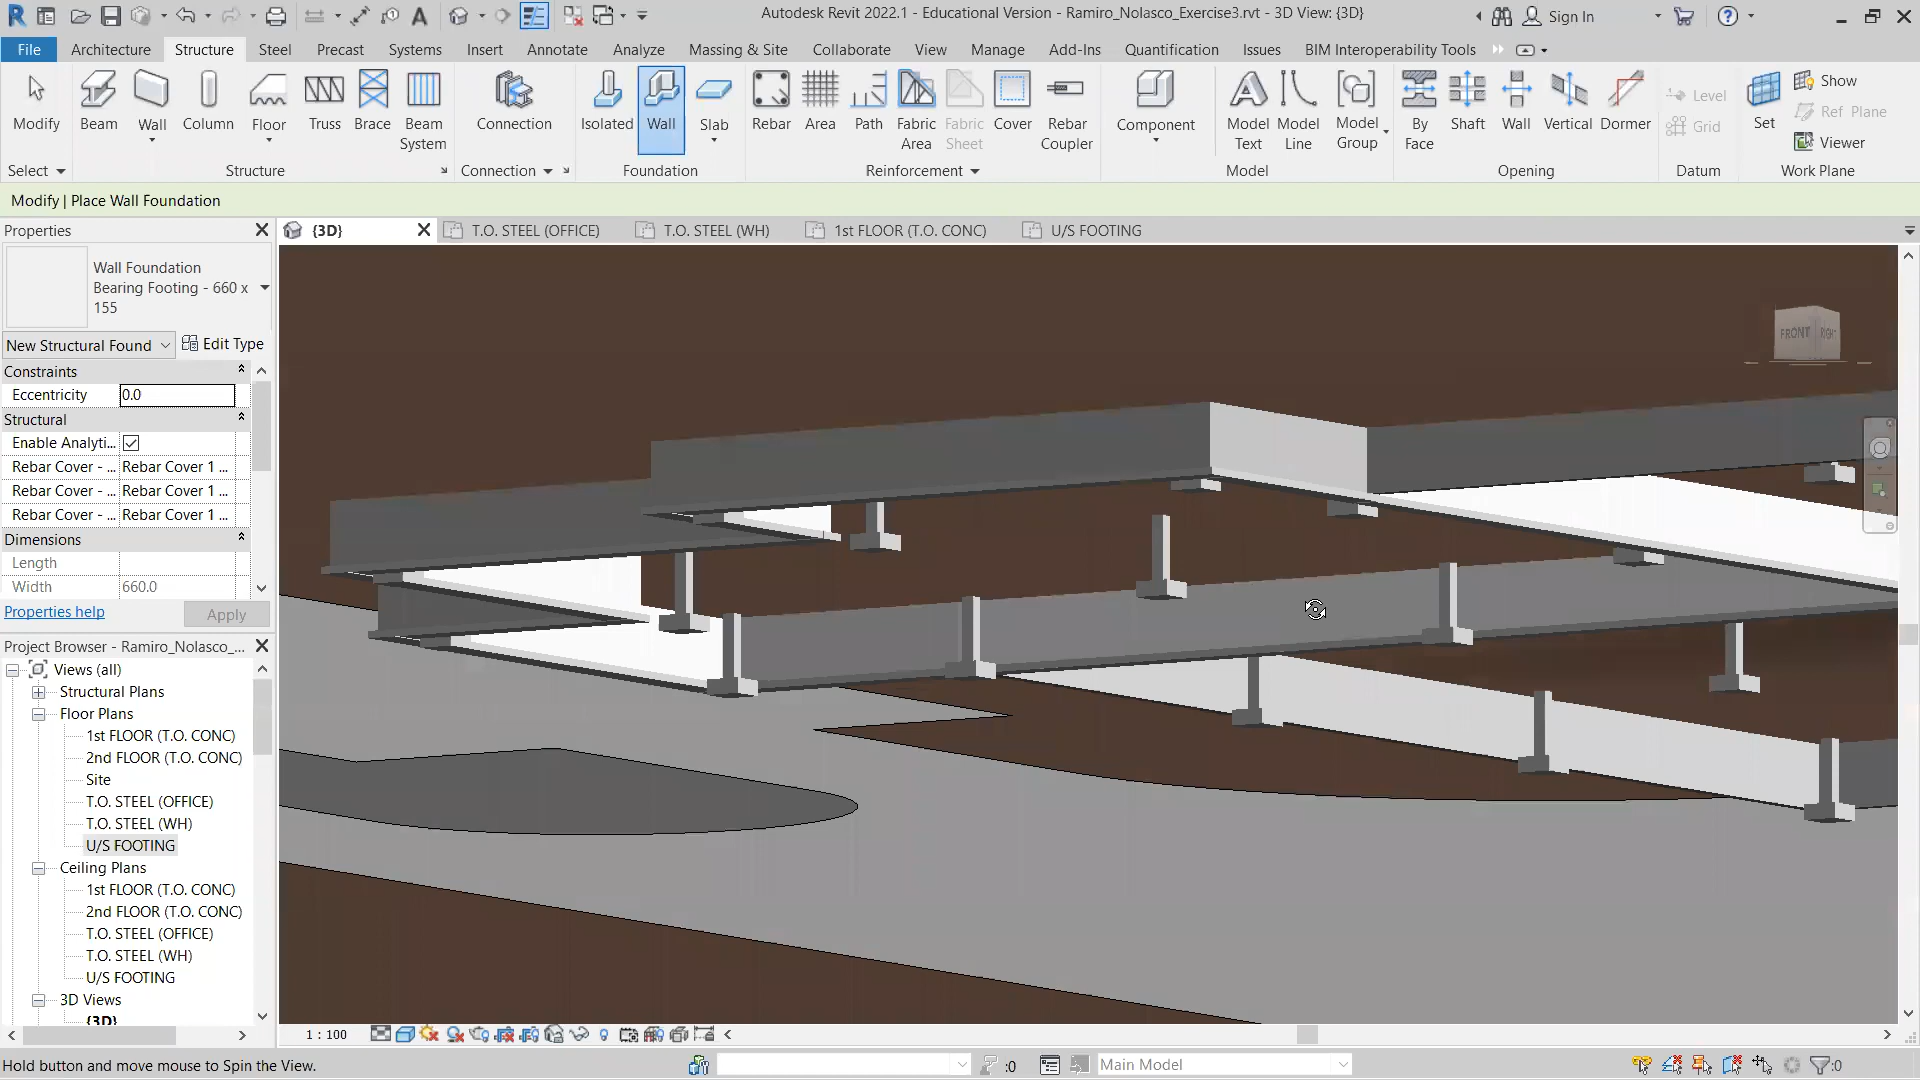 Autodesk Revit 2022.1 - Educational Version - Ramiro_Nolasco_Exercise3.rvt - 3D View: {3D}
Sign In
File Architecture Structure Steel Precast Systems Insert Annotate Analyze Massing & Site Collaborate View Manage Add-Ins Quantification Issues BIM Interoperability Tools
Modify Beam Wall Column Floor Truss Brace Beam System Connection Isolated Wall Slab Rebar Area Path Fabric Area Fabric Sheet Cover Rebar Coupler Component Model Text Model Line Model Group By Face Shaft Wall Vertical Dormer Level Grid Set Show Ref Plane Viewer
Select Structure Connection Foundation Reinforcement Model Opening Datum Work Plane
Modify | Place Wall Foundation
Properties
{3D} T.O. STEEL (OFFICE) T.O. STEEL (WH) 1st FLOOR (T.O. CONC) U/S FOOTING
Wall Foundation
Bearing Footing - 660 x
155
New Structural Found Edit Type
Constraints
Eccentricity 0.0
Structural
Enable Analyti...
Rebar Cover - ... Rebar Cover 1 ...
Rebar Cover - ... Rebar Cover 1 ...
Rebar Cover - ... Rebar Cover 1 ...
Dimensions
Length
Width 660.0
Properties help Apply
Project Browser - Ramiro_Nolasco_...
Views (all)
Structural Plans
Floor Plans
1st FLOOR (T.O. CONC)
2nd FLOOR (T.O. CONC)
Site
T.O. STEEL (OFFICE)
T.O. STEEL (WH)
U/S FOOTING
Ceiling Plans
1st FLOOR (T.O. CONC)
2nd FLOOR (T.O. CONC)
T.O. STEEL (OFFICE)
T.O. STEEL (WH)
U/S FOOTING
3D Views
{3D}
FRONT RIGHT
1 : 100
Hold button and move mouse to Spin the View.
:0
Main Model
:0